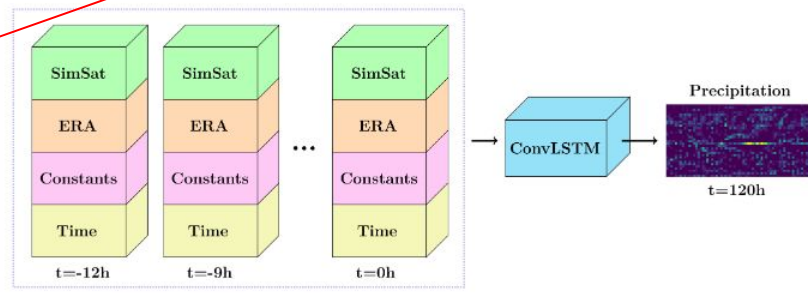 SimSat SimSat SimSat
ERA ERA ... ERA
Constants Constants Constants
Time Time Time
t=-12h t=-9h t=0h
ConvLSTM
Precipitation
t=120h